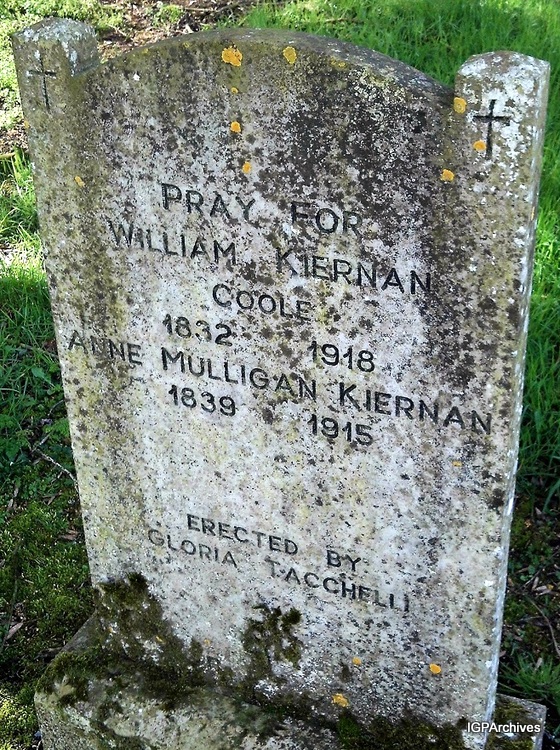 PRAY FOR
WILLIAM KIERNAN
COOLE
1832 1918
ANNE MULLIGAN KIERNAN
1839 1915
ERECTED BY
GLORIA TACCHELLI
IGPArchives